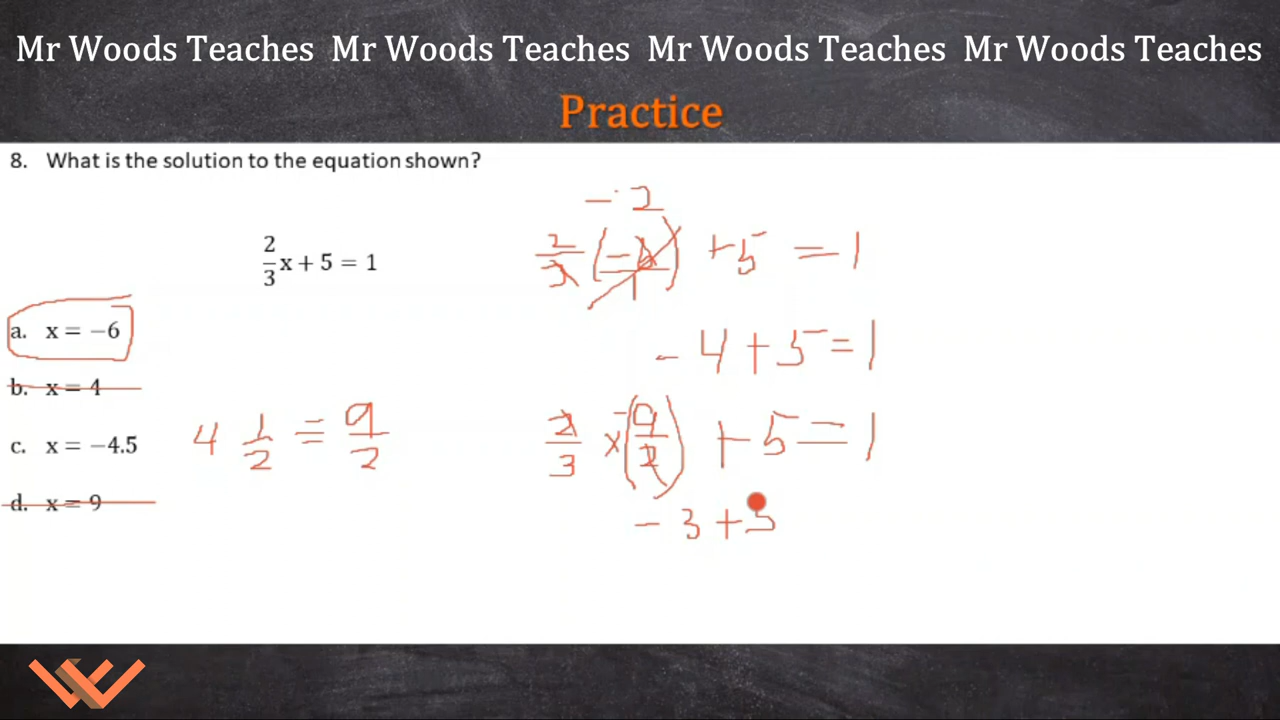 Mr Woods Teaches Mr Woods Teaches Mr Woods Teaches Mr Woods Teaches
Practice
8. What is the solution to the equation shown?
2/3 x + 5 = 1
a. x = −6
b. x = 4
c. x = −4.5
d. x = 9
4 1/2 = 9/2
-2
2/3 (-6/1) +5 = 1
-4+5=1
2/3 x (-9/2) +5=1
-3+5